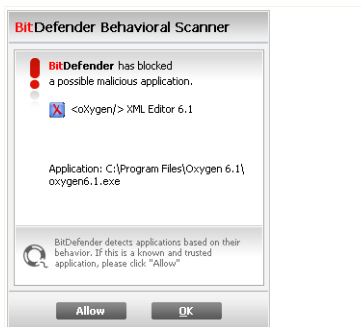 BitDefender Behavioral Scanner
BitDefender has blocked
a possible malicious application.
<oXygen/> XML Editor 6.1
Application: C:\Program Files\Oxygen 6.1\
oxygen6.1.exe
BitDefender detects applications based on their
behavior. If this is a known and trusted
application, please click "Allow"
Allow OK